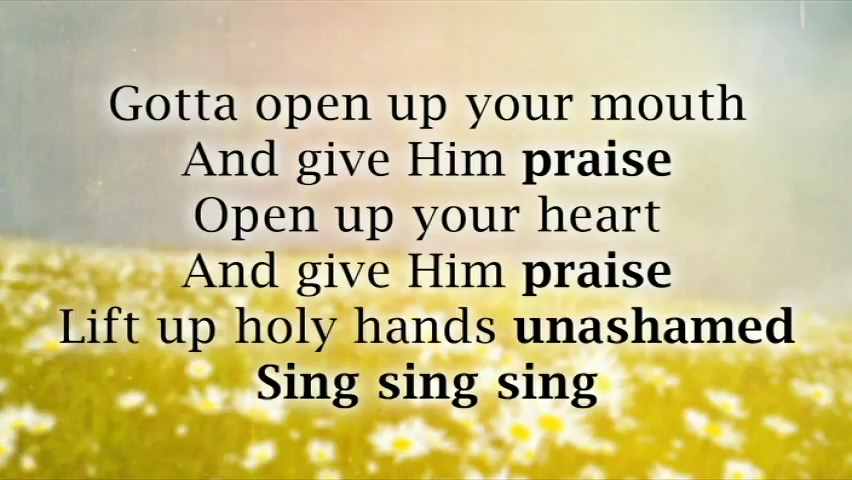 Gotta open up your mouth
And give Him praise
Open up your heart
And give Him praise
Lift up holy hands unashamed
Sing sing sing